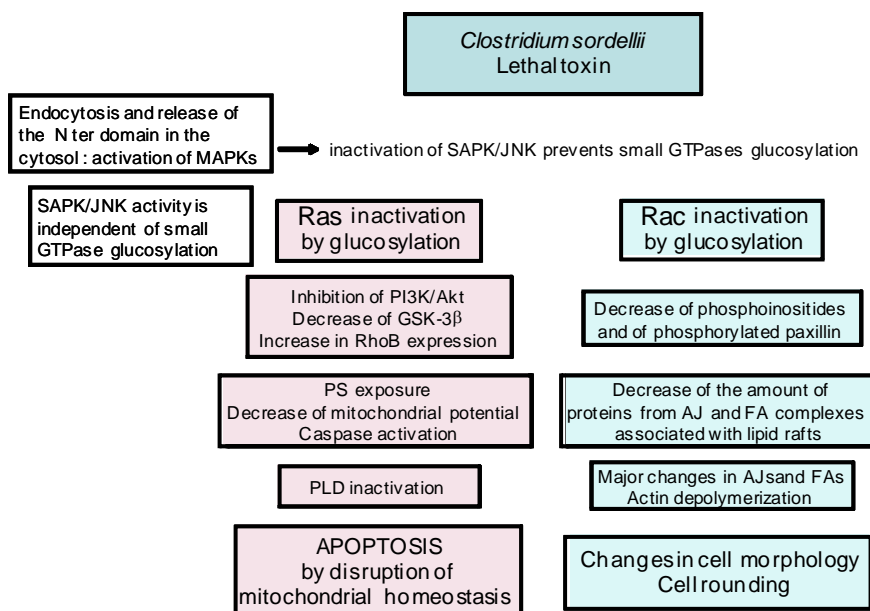 Clostridium sordellii
Lethal toxin
Endocytosis and release of
the N ter domain in the
cytosol : activation of MAPKs
inactivation of SAPK/JNK prevents small GTPases glucosylation
SAPK/JNK activity is
independent of small
GTPase glucosylation
Ras inactivation
by glucosylation
Rac inactivation
by glucosylation
Inhibition of PI3K/Akt
Decrease of GSK-3β
Increase in RhoB expression
Decrease of phosphoinositides
and of phosphorylated paxillin
PS exposure
Decrease of mitochondrial potential
Caspase activation
Decrease of the amount of
proteins from AJ and FA complexes
associated with lipid rafts
PLD inactivation
Major changes in AJsand FAs
Actin depolymerization
APOPTOSIS
by disruption of
mitochondrial homeostasis
Changes in cell morphology
Cell rounding